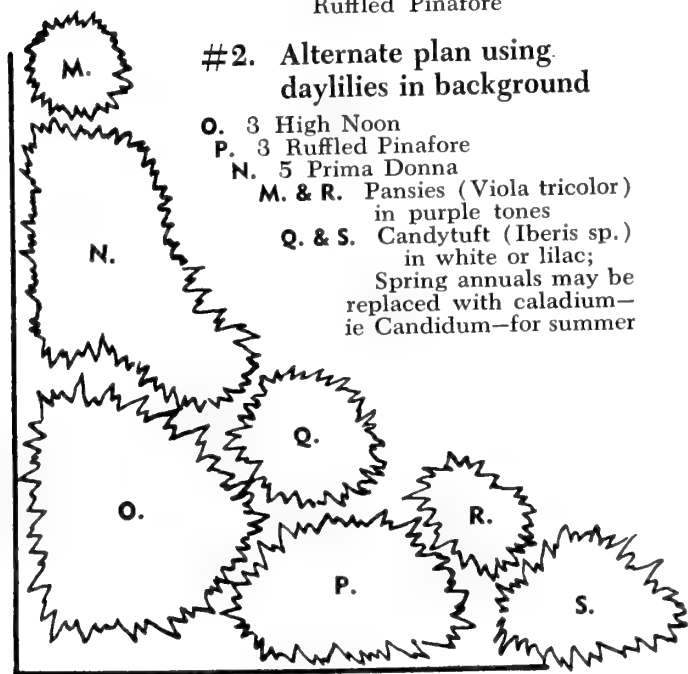 Ruffled Pinafore
#2. Alternate plan using
daylilies in background
O. 3 High Noon
P. 3 Ruffled Pinafore
N. 5 Prima Donna
M. & R. Pansies (Viola tricolor)
in purple tones
Q. & S. Candytuft (Iberis sp.)
in white or lilac;
Spring annuals may be
replaced with caladium—
ie Candidum—for summer
M.
N.
Q.
O.
R.
P.
S.